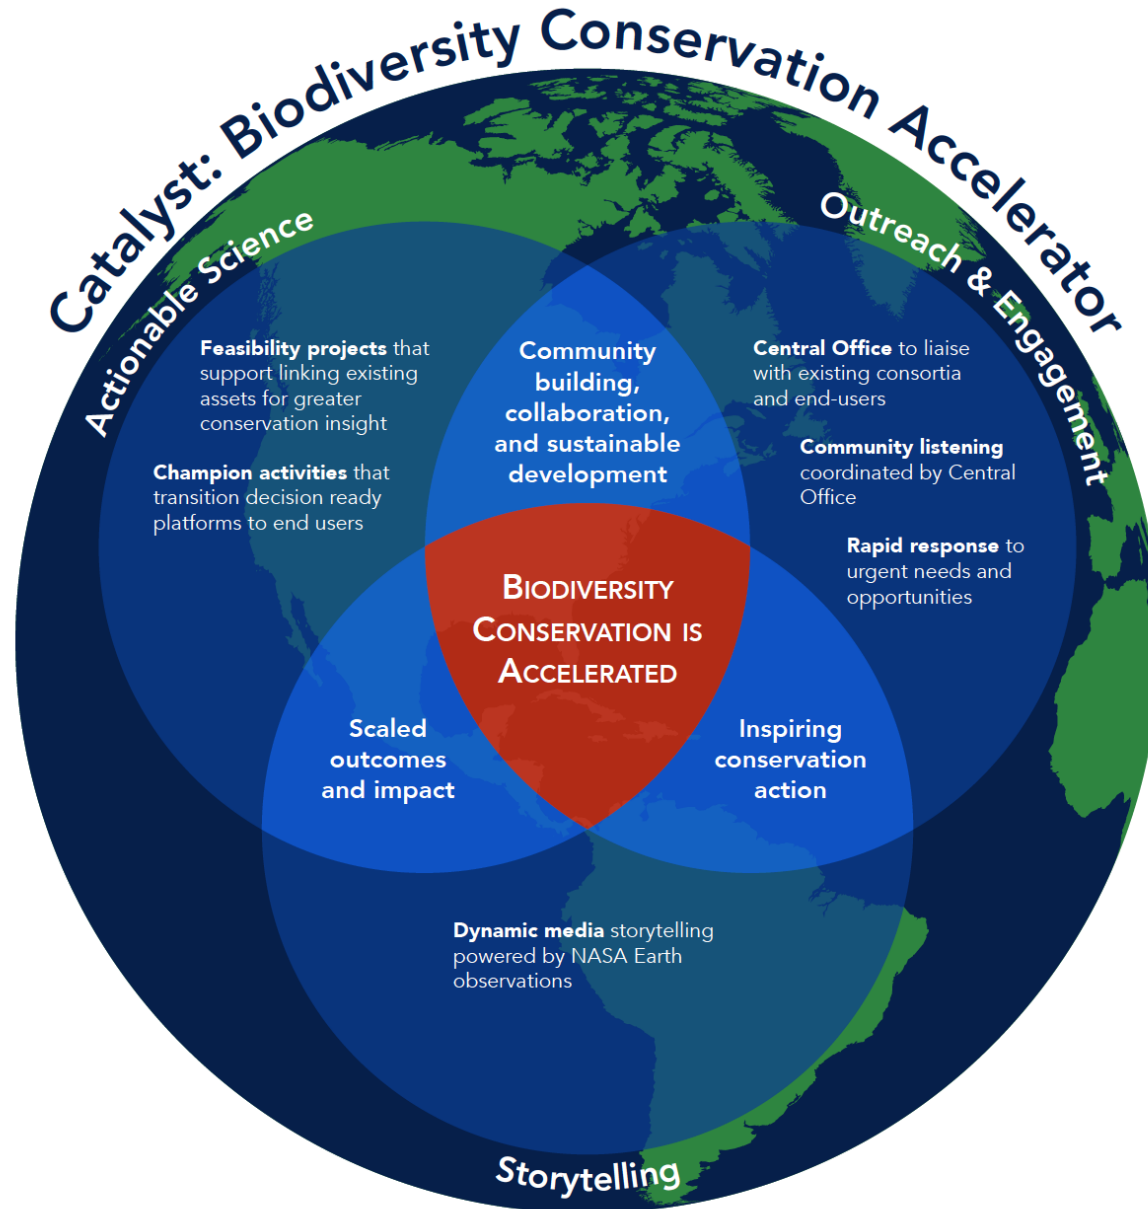 Catalyst: Biodiversity Conservation Accelerator
Actionable Science
Feasibility projects that
support linking existing
assets for greater
conservation insight
Champion activities that
transition decision ready
platforms to end users
Community
building,
collaboration,
and sustainable
development
Outreach & Engagement
Central Office to liaise
with existing consortia
and end-users
Community listening
coordinated by Central
Office
Rapid response to
urgent needs and
opportunities
BIODIVERSITY
CONSERVATION IS
ACCELERATED
Scaled
outcomes
and impact
Inspiring
conservation
action
Dynamic media storytelling
powered by NASA Earth
observations
Storytelling